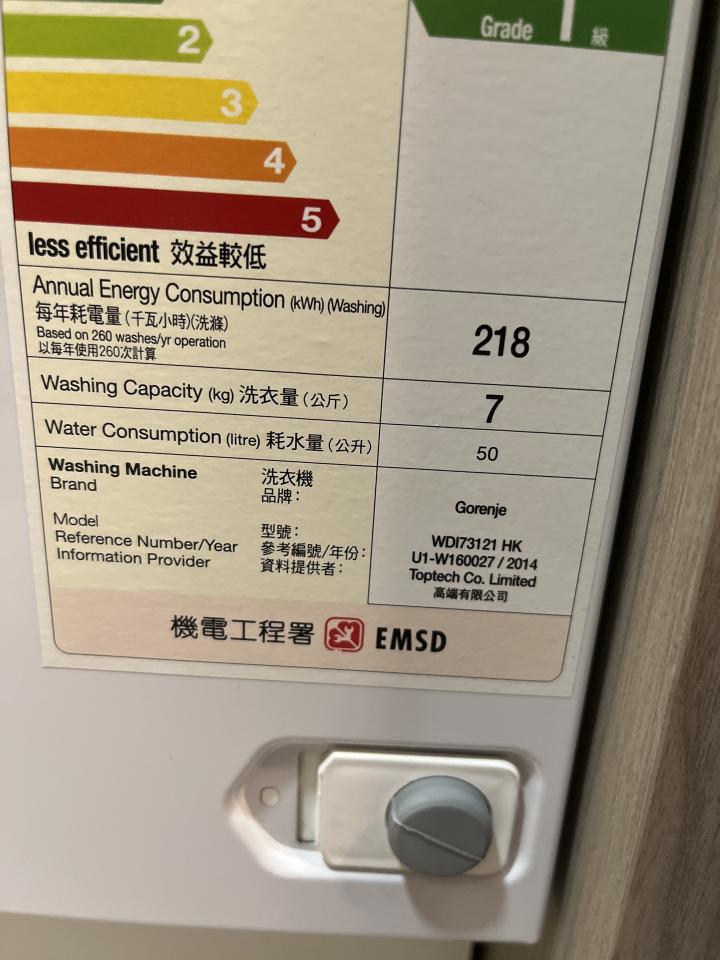 Grade 1 級
2
3
4
5
less efficient 效益較低
Annual Energy Consumption (kWh) (Washing)
每年耗電量 (千瓦小時)(洗滌)
Based on 260 washes/yr operation
以每年使用260次計算
218
Washing Capacity (kg) 洗衣量 (公斤)
7
Water Consumption (litre) 耗水量 (公升)
50
Washing Machine 洗衣機
Brand 品牌:
Gorenje
Model 型號:
WDI73121 HK
Reference Number/Year 參考編號/年份:
U1-W160027 / 2014
Information Provider 資料提供者:
Toptech Co. Limited
高端有限公司
機電工程署 EMSD